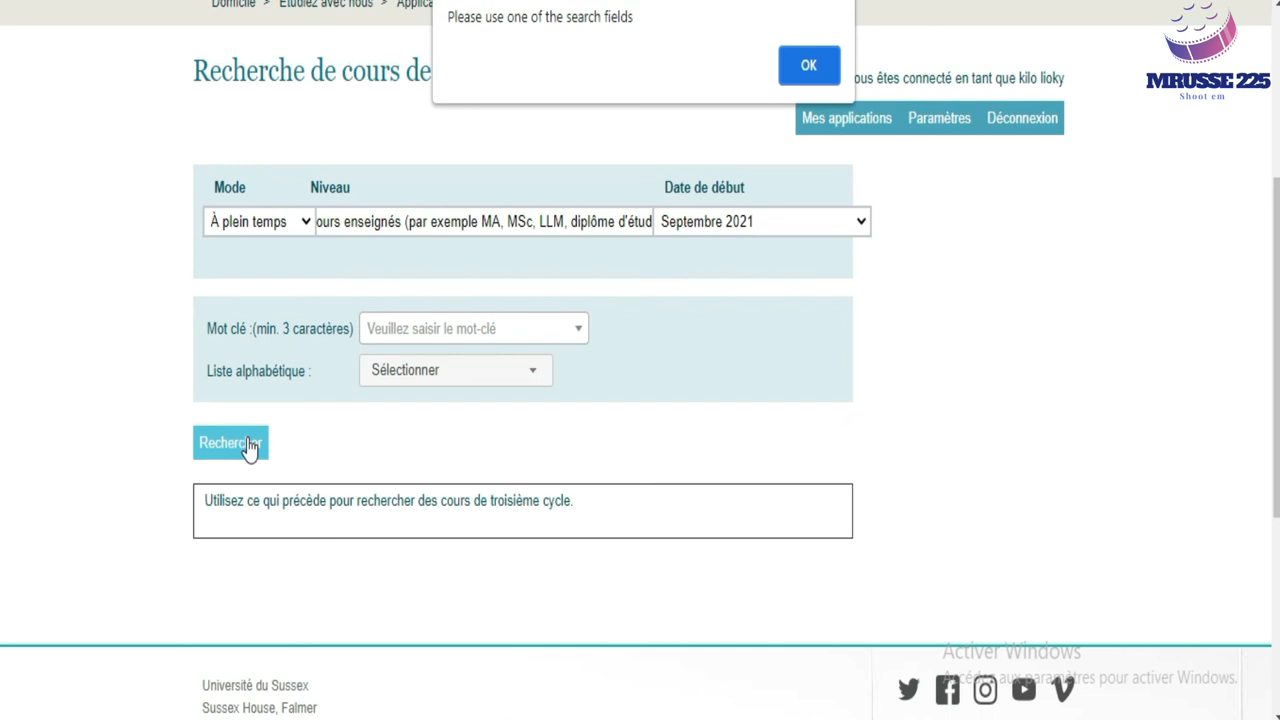 Domicile > Étudiez avec nous > Applica
Please use one of the search fields
OK
MRUSSE 225
Shoot em
Recherche de cours de
ous êtes connecté en tant que kilo lioky
Mes applications Paramètres Déconnexion
Mode Niveau Date de début
À plein temps ours enseignés (par exemple MA, MSc, LLM, diplôme d'étud Septembre 2021
Mot clé :(min. 3 caractères) Veuillez saisir le mot-clé
Liste alphabétique : Sélectionner
Rechercher
Utilisez ce qui précède pour rechercher des cours de troisième cycle.
Activer Windows
Accédez aux paramètres pour activer Windows.
Université du Sussex
Sussex House, Falmer